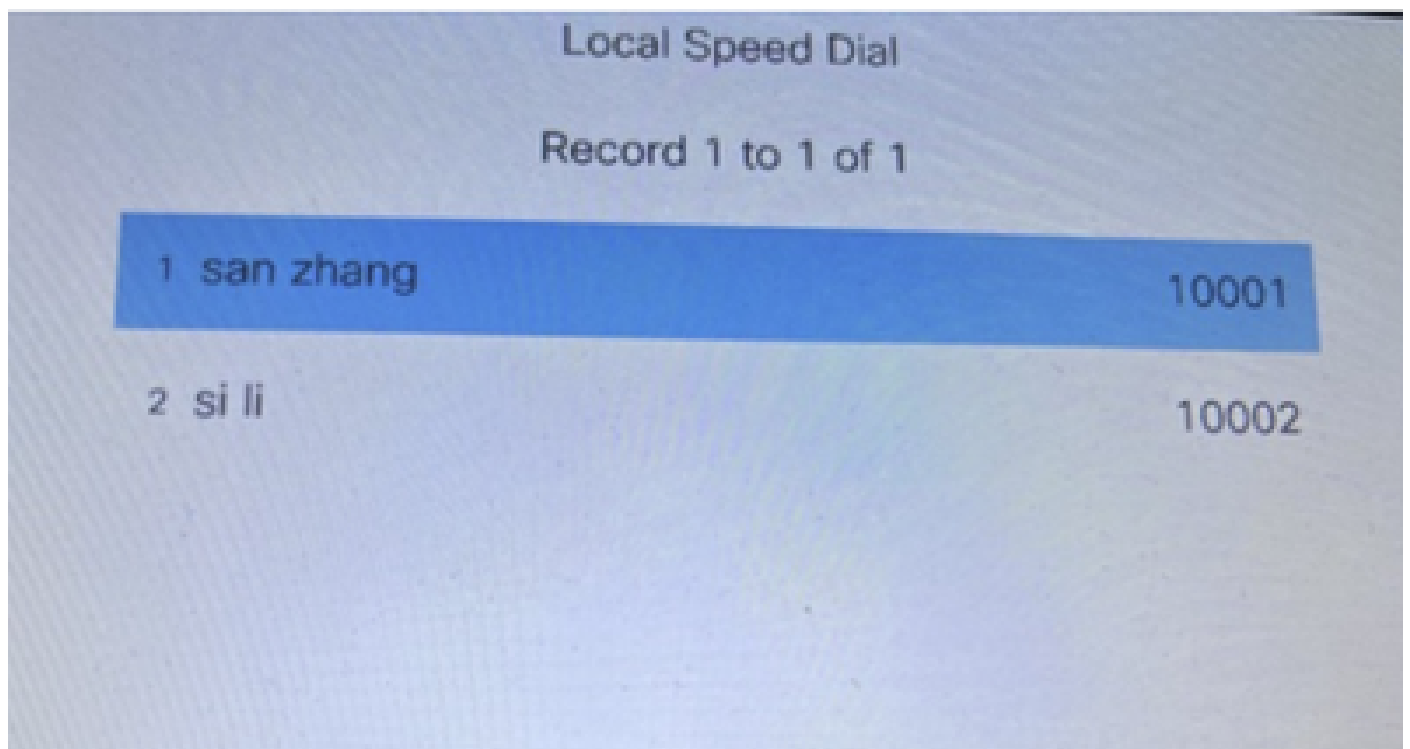 Local Speed Dial
Record 1 to 1 of 1
1 san zhang 10001
2 si li 10002